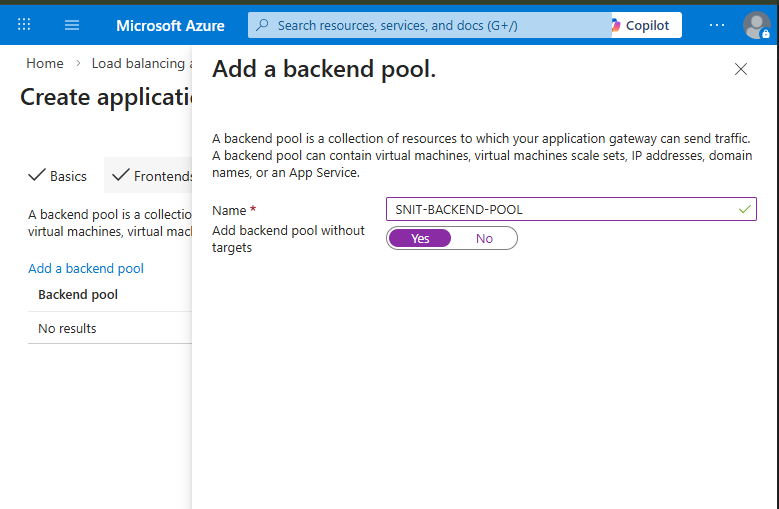 Microsoft Azure
Search resources, services, and docs (G+/)
Copilot
Home > Load balancing a
Create applicati
Basics
Frontends
A backend pool is a collectio
virtual machines, virtual macl
Add a backend pool
Backend pool
No results
Add a backend pool.
A backend pool is a collection of resources to which your application gateway can send traffic.
A backend pool can contain virtual machines, virtual machines scale sets, IP addresses, domain
names, or an App Service.
Name *
SNIT-BACKEND-POOL
Add backend pool without
targets
Yes
No